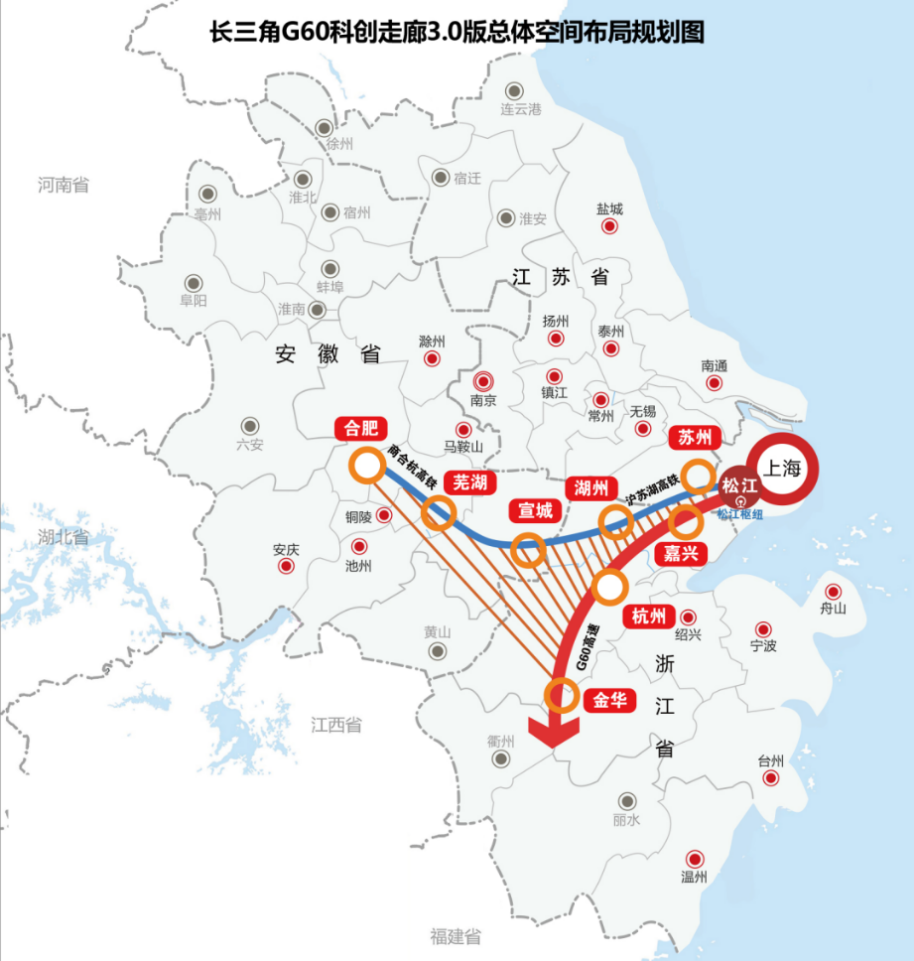 长三角G60科创走廊3.0版总体空间布局规划图
连云港
徐州
河南省
淮北
宿迁
亳州
宿州
盐城
淮安
江苏省
蚌埠
阜阳
淮南
扬州
泰州
滁州
安徽省
南通
南京
镇江
常州
无锡
合肥
六安
马鞍山
苏州
商合杭高铁
上海
芜湖
湖州
沪苏湖高铁
松江
宣城
松江枢纽
铜陵
湖北省
安庆
池州
嘉兴
舟山
杭州
绍兴
黄山
宁波
G60高速
浙江省
金华
江西省
衢州
台州
丽水
温州
福建省